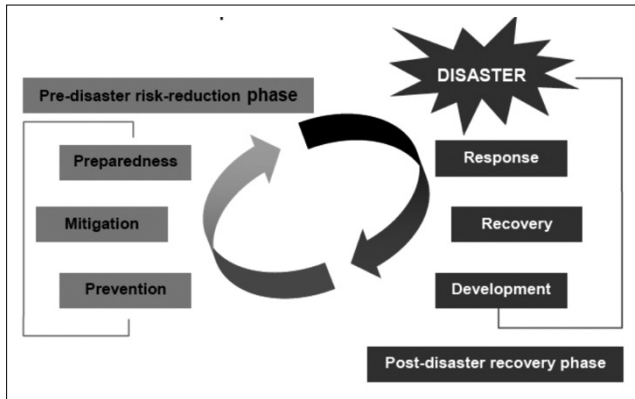 DISASTER
Pre-disaster risk-reduction phase
Preparedness
Mitigation
Prevention
Response
Recovery
Development
Post-disaster recovery phase